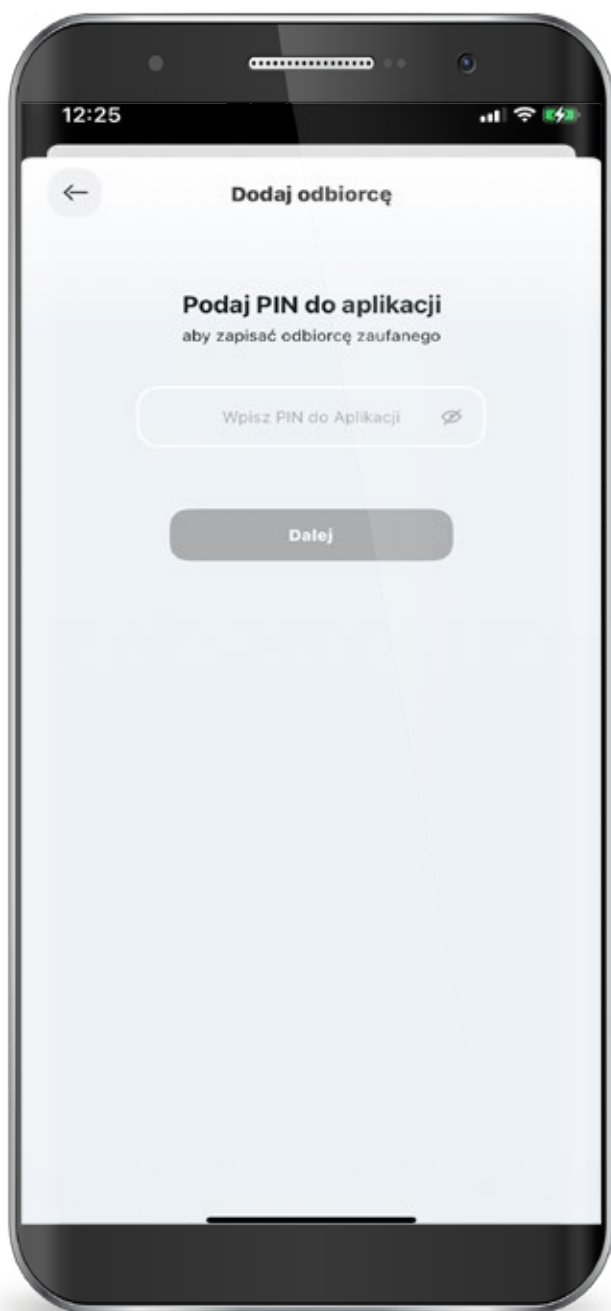 12:25
Dodaj odbiorcę
Podaj PIN do aplikacji
aby zapisać odbiorcę zaufanego
Wpisz PIN do Aplikacji
Dalej